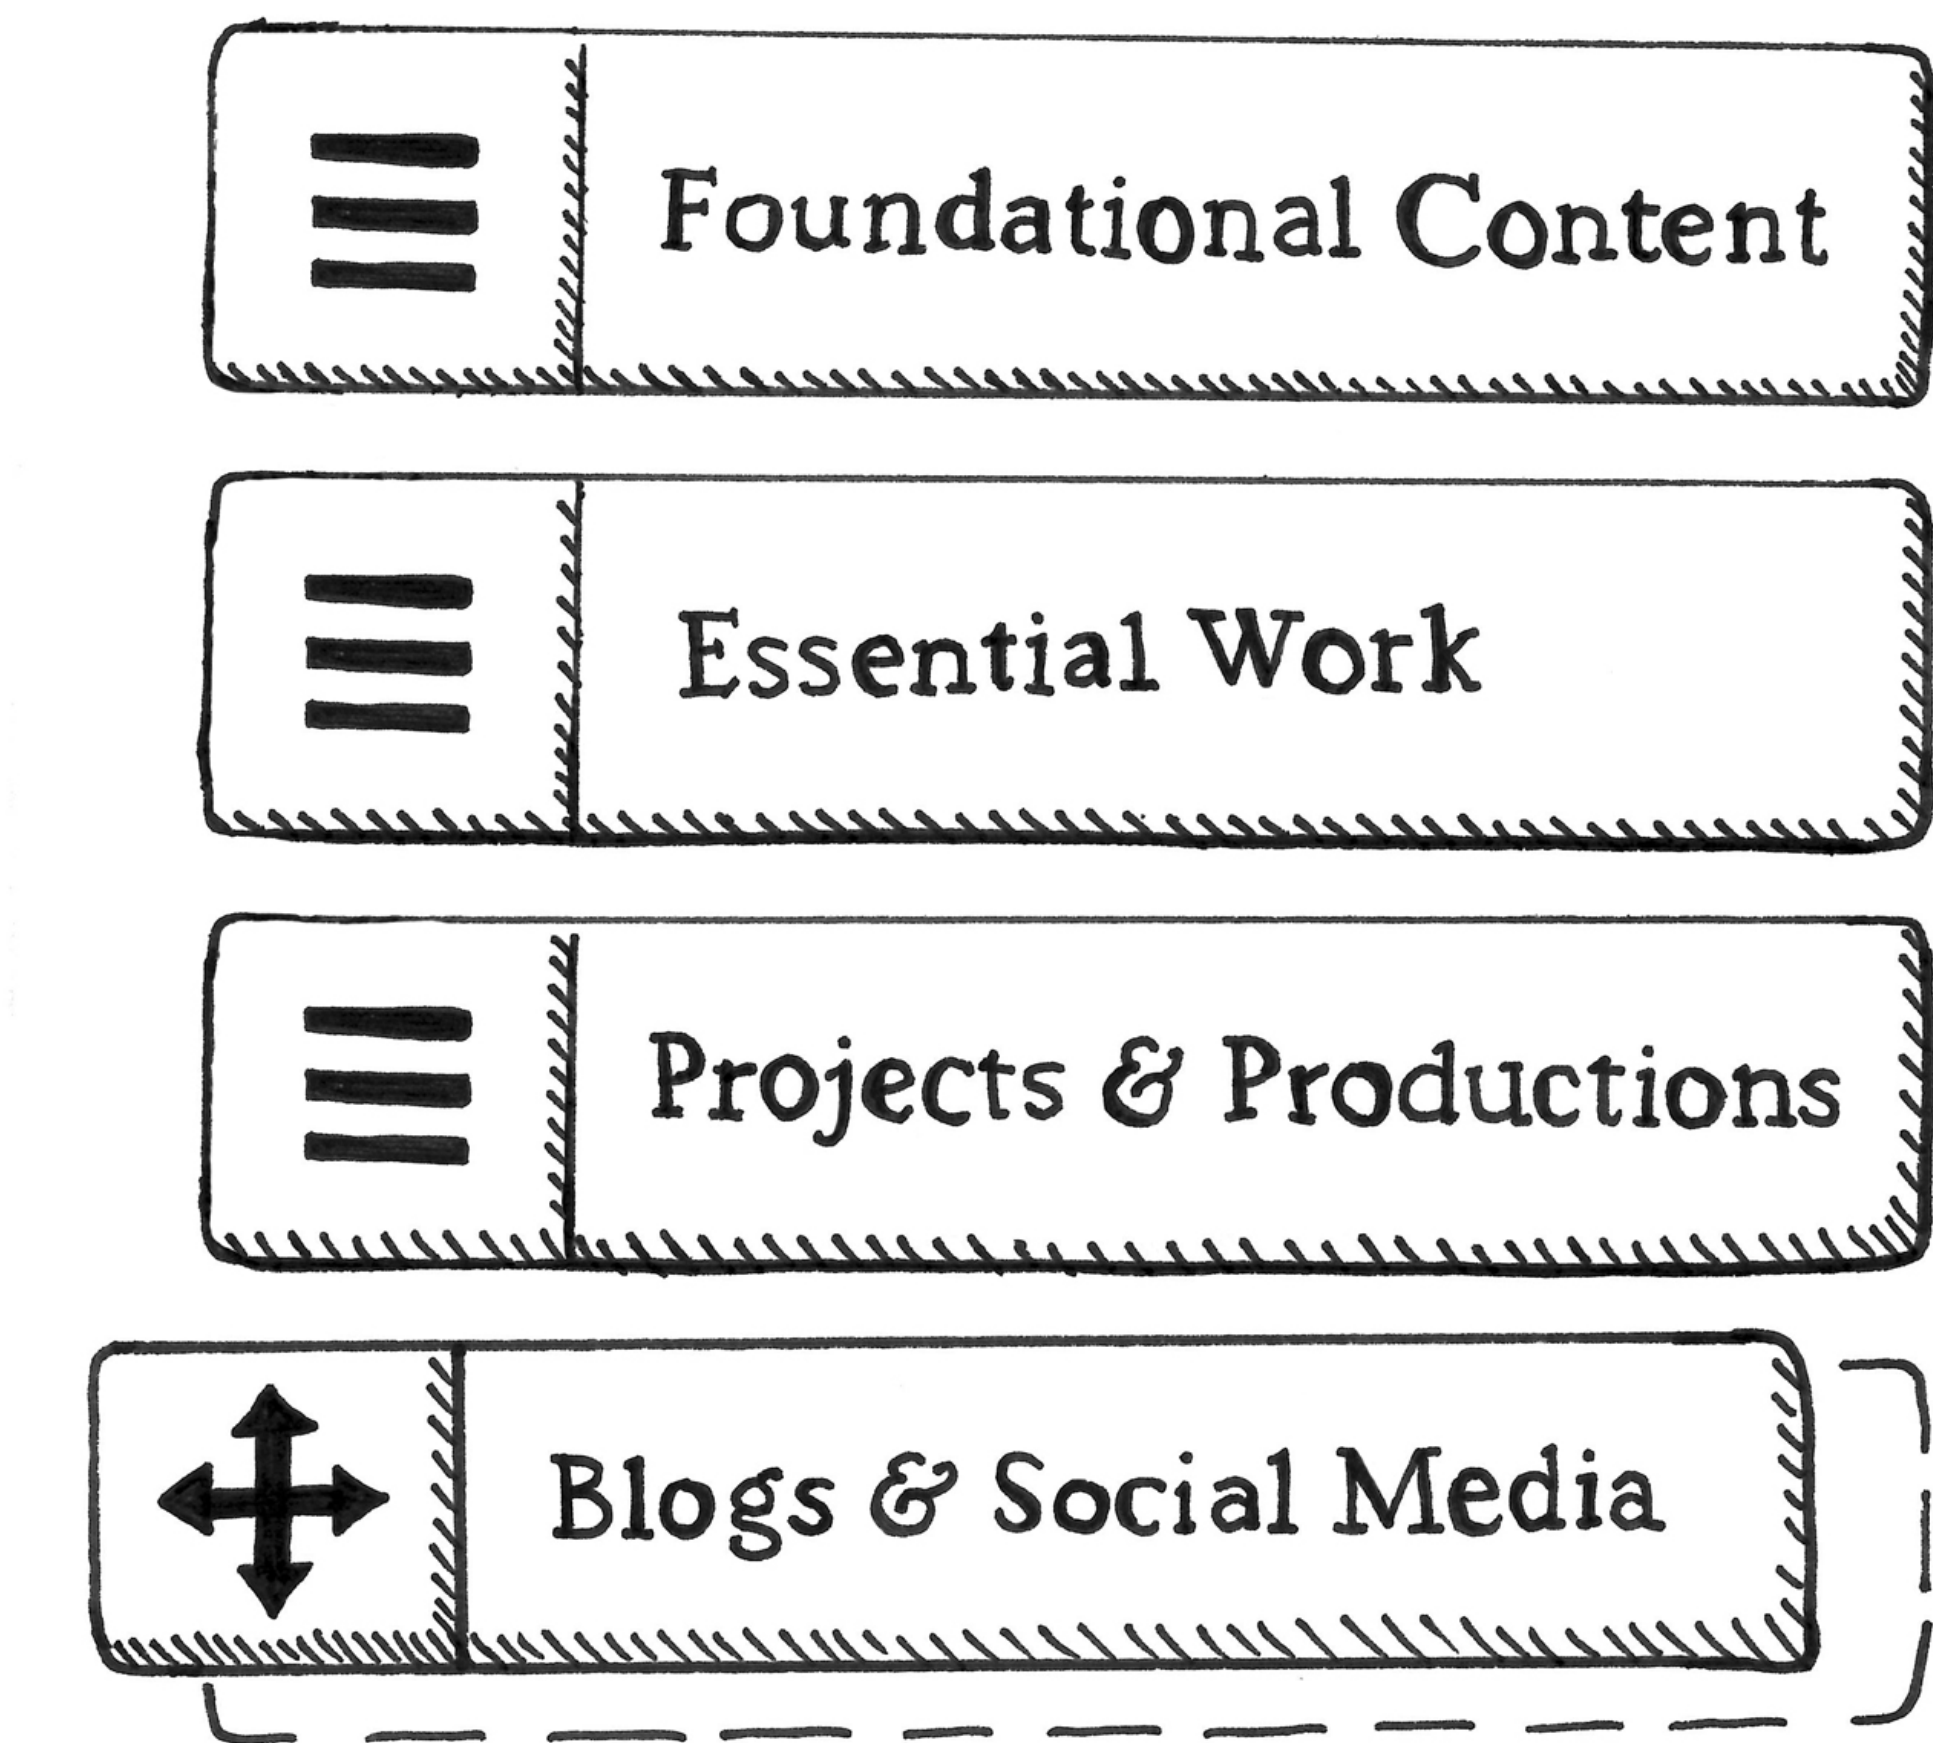 Foundational Content
Essential Work
Projects & Productions
Blogs & Social Media